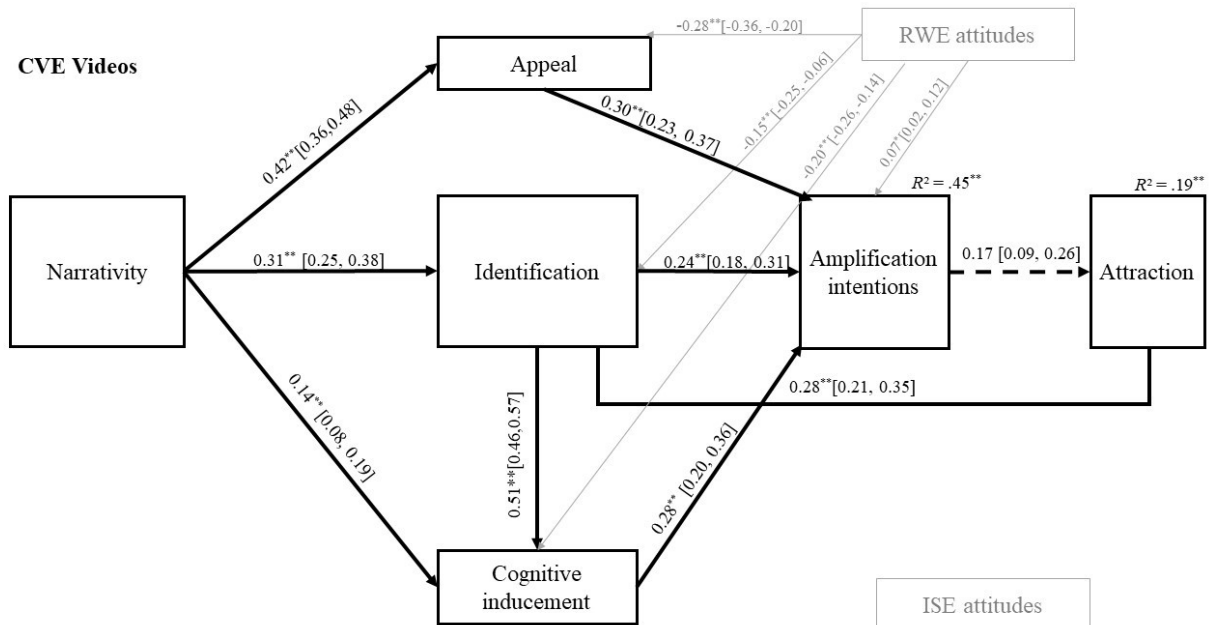 -0.28**[-0.36, -0.20]
RWE attitudes
CVE Videos
Appeal
0.42**[0.36,0.48]
0.30**[0.23, 0.37]
-0.15**[-0.25, -0.06]
-0.20**[-0.26, -0.14]
0.07*[0.02, 0.12]
R² = .45**
R² = .19**
Narrativity
0.31** [0.25, 0.38]
Identification
0.24**[0.18, 0.31]
Amplification
intentions
0.17 [0.09, 0.26]
Attraction
0.14** [0.08, 0.19]
0.51**[0.46,0.57]
0.28** [0.20, 0.36]
0.28**[0.21, 0.35]
Cognitive
inducement
ISE attitudes